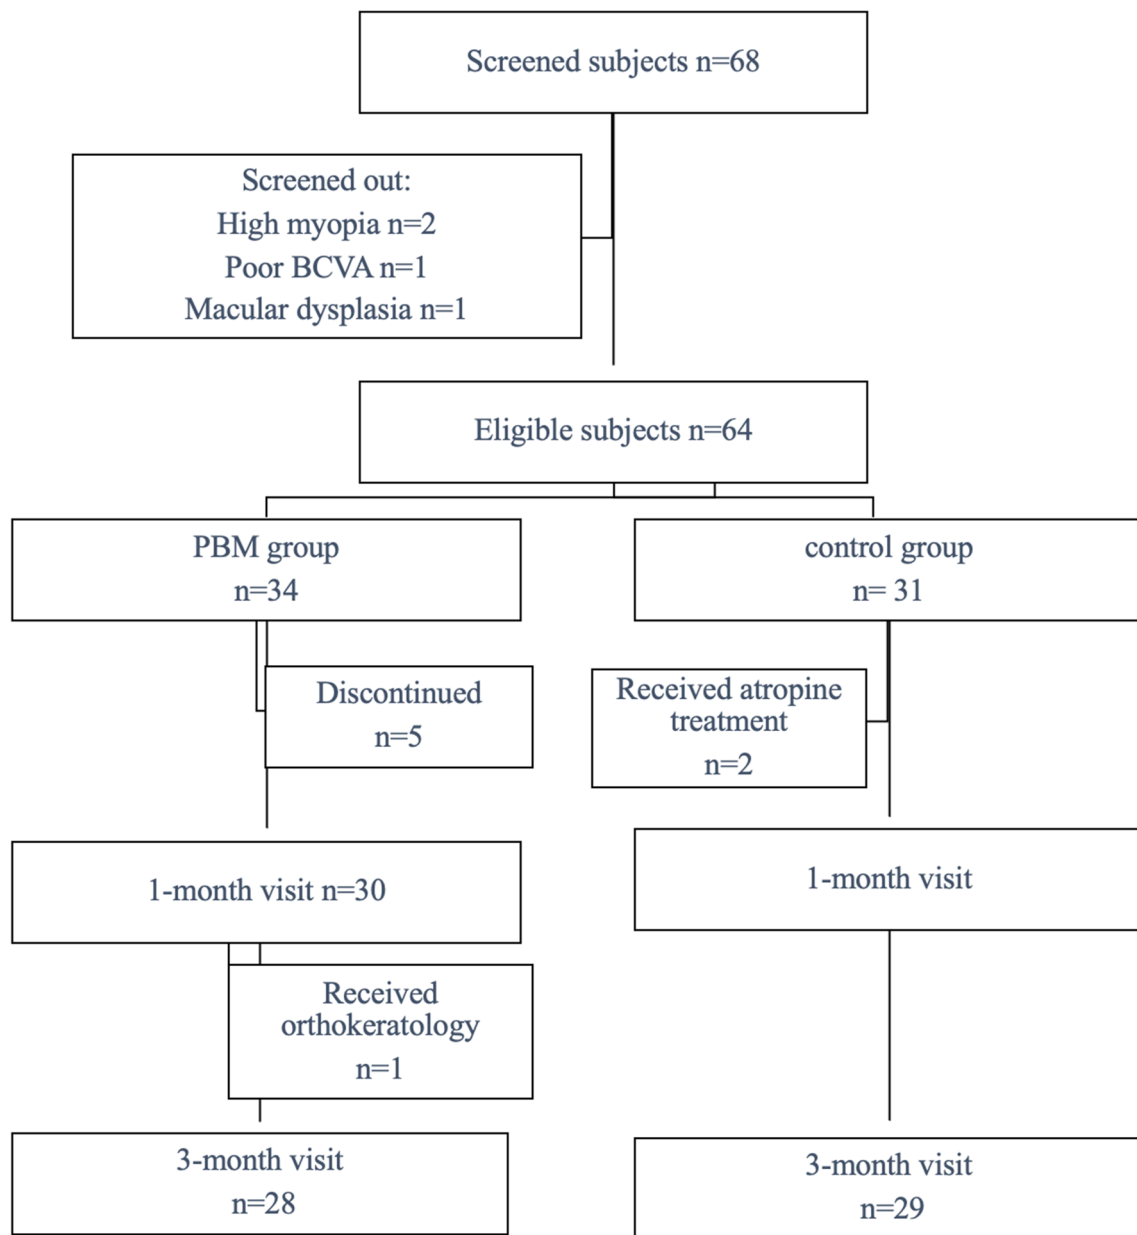 Screened subjects n=68
Screened out:
High myopia n=2
Poor BCVA n=1
Macular dysplasia n=1
Eligible subjects n=64
PBM group
n=34
control group
n= 31
Discontinued
n=5
Received atropine
treatment
n=2
1-month visit n=30
1-month visit
Received
orthokeratology
n=1
3-month visit
n=28
3-month visit
n=29